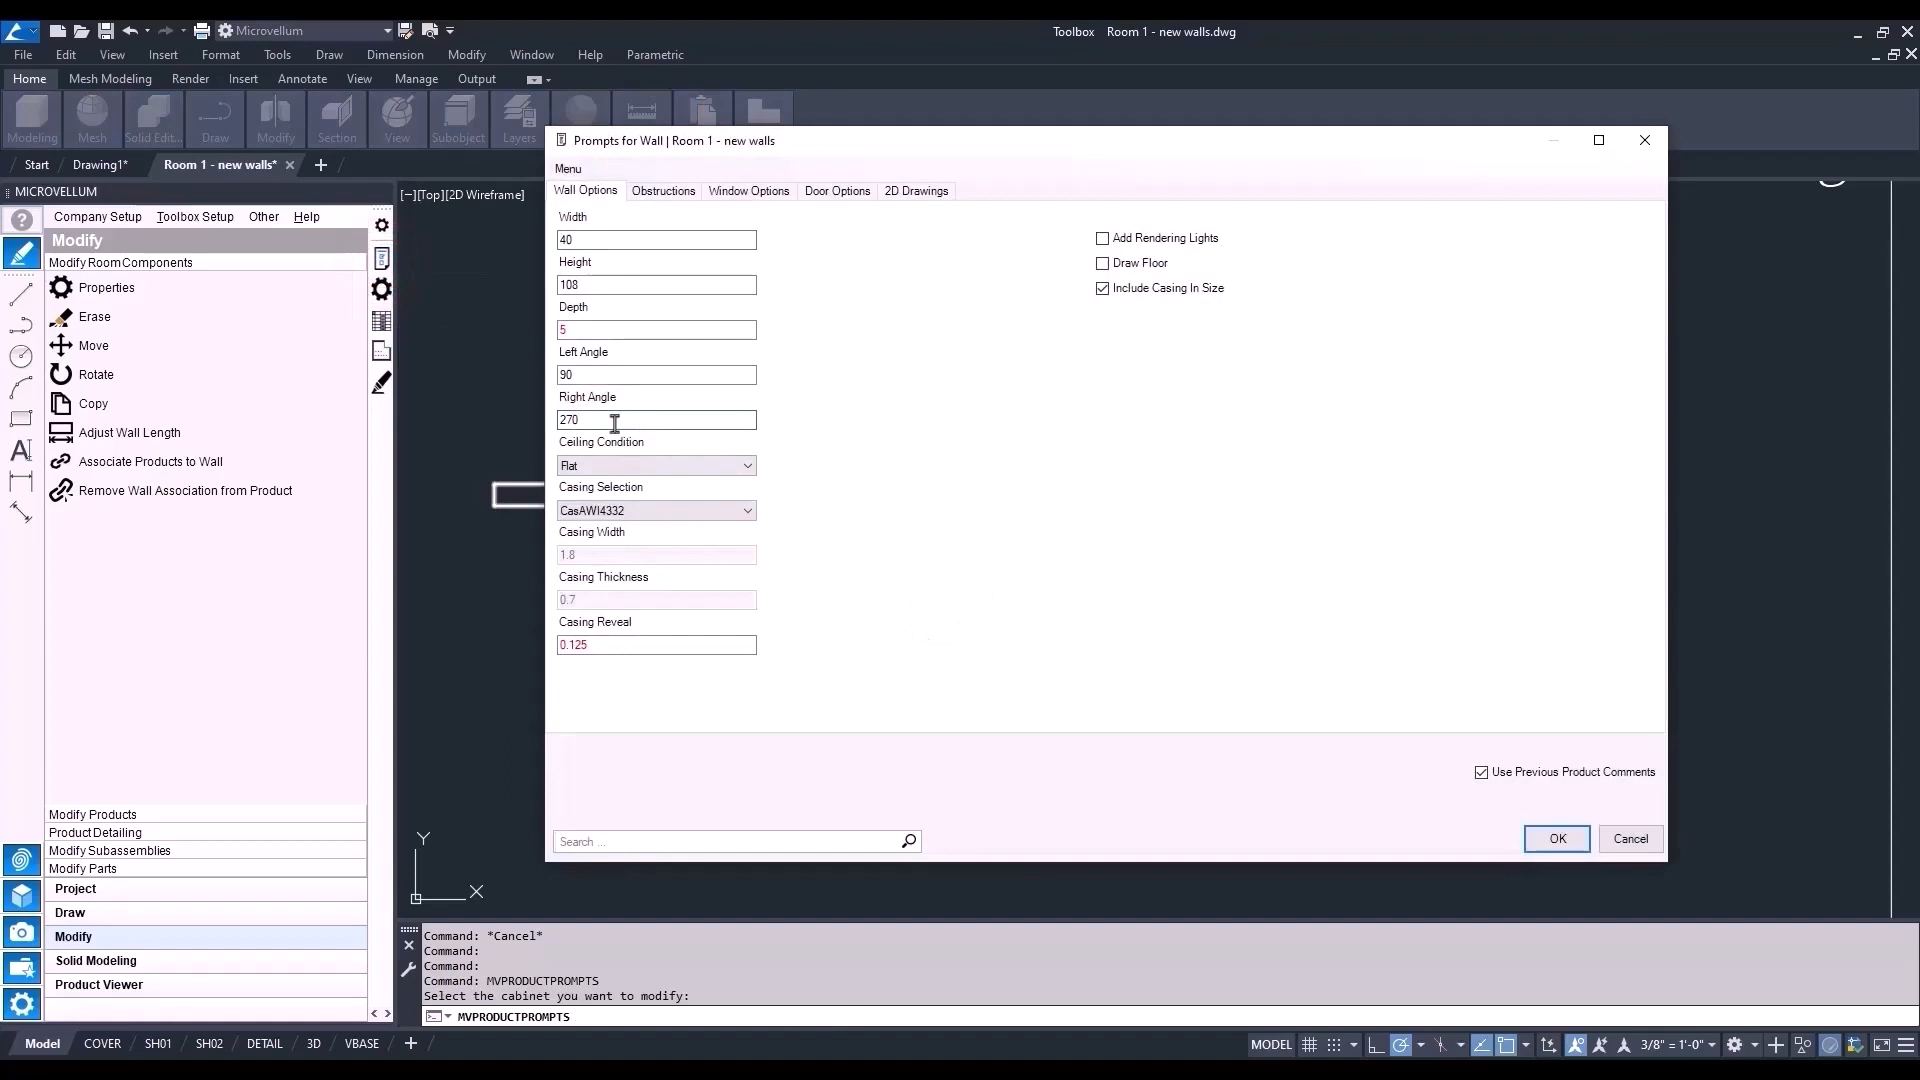 Microvellum
Toolbox Room 1 - new walls.dwg
File Edit View Insert Format Tools Draw Dimension Modify Window Help Parametric
Home Mesh Modeling Render Insert Annotate View Manage Output
Modeling Mesh Solid Edit... Draw Modify Section View Subobject Layers
Start Drawing1* Room 1 - new walls*
MICROVELLUM
[−][Top][2D Wireframe]
Company Setup Toolbox Setup Other Help
Modify
Modify Room Components
Properties
Erase
Move
Rotate
Copy
Adjust Wall Length
Associate Products to Wall
Remove Wall Association from Product
Modify Products
Product Detailing
Modify Subassemblies
Modify Parts
Project
Draw
Modify
Solid Modeling
Product Viewer
Prompts for Wall | Room 1 - new walls
Menu
Wall Options Obstructions Window Options Door Options 2D Drawings
Width
40
Height
108
Depth
5
Left Angle
90
Right Angle
270
Ceiling Condition
Flat
Casing Selection
CasAWI4332
Casing Width
1.8
Casing Thickness
0.7
Casing Reveal
0.125
Add Rendering Lights
Draw Floor
Include Casing In Size
Use Previous Product Comments
Search ...
OK Cancel
Y
X
Command: *Cancel*
Command:
Command:
Command: MVPRODUCTPROMPTS
Select the cabinet you want to modify:
MVPRODUCTPROMPTS
Model COVER SH01 SH02 DETAIL 3D VBASE
MODEL 3/8" = 1'-0"